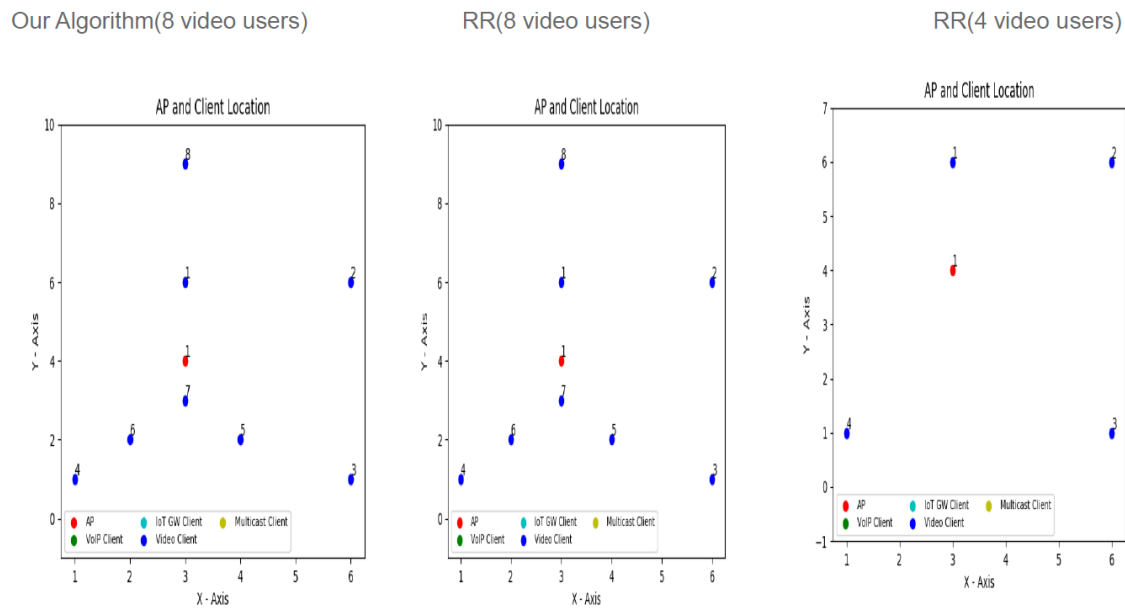 Our Algorithm(8 video users)
RR(8 video users)
RR(4 video users)
AP and Client Location
10
8
6
4
2
0
Y - Axis
8
1
2
1
7
6
5
4
3
AP
IoT GW Client
Multicast Client
VoIP Client
Video Client
1
2
3
4
5
6
X - Axis
AP and Client Location
10
8
6
4
2
0
Y - Axis
8
1
2
1
7
6
5
4
3
AP
IoT GW Client
Multicast Client
VoIP Client
Video Client
1
2
3
4
5
6
X - Axis
AP and Client Location
7
6
5
4
3
2
1
0
−1
Y - Axis
1
2
1
4
3
AP
IoT GW Client
Multicast Client
VoIP Client
Video Client
1
2
3
4
5
6
X - Axis